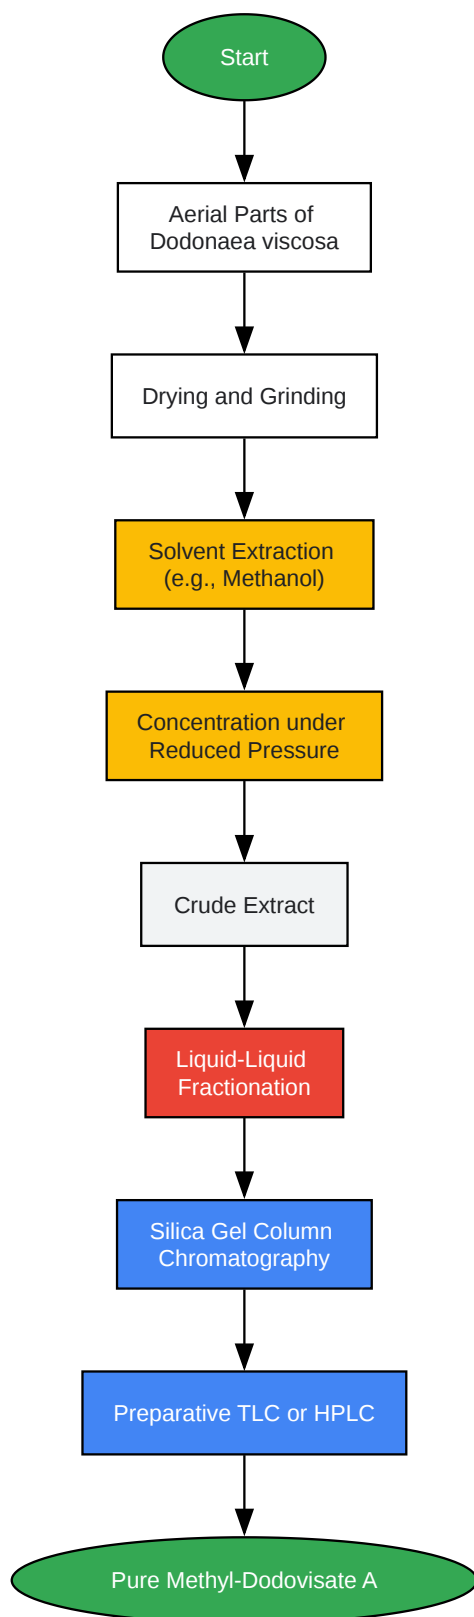 Start
Aerial Parts of
Dodonaea viscosa
Drying and Grinding
Solvent Extraction
(e.g., Methanol)
Concentration under
Reduced Pressure
Crude Extract
Liquid-Liquid
Fractionation
Silica Gel Column
Chromatography
Preparative TLC or HPLC
Pure Methyl-Dodovisate A